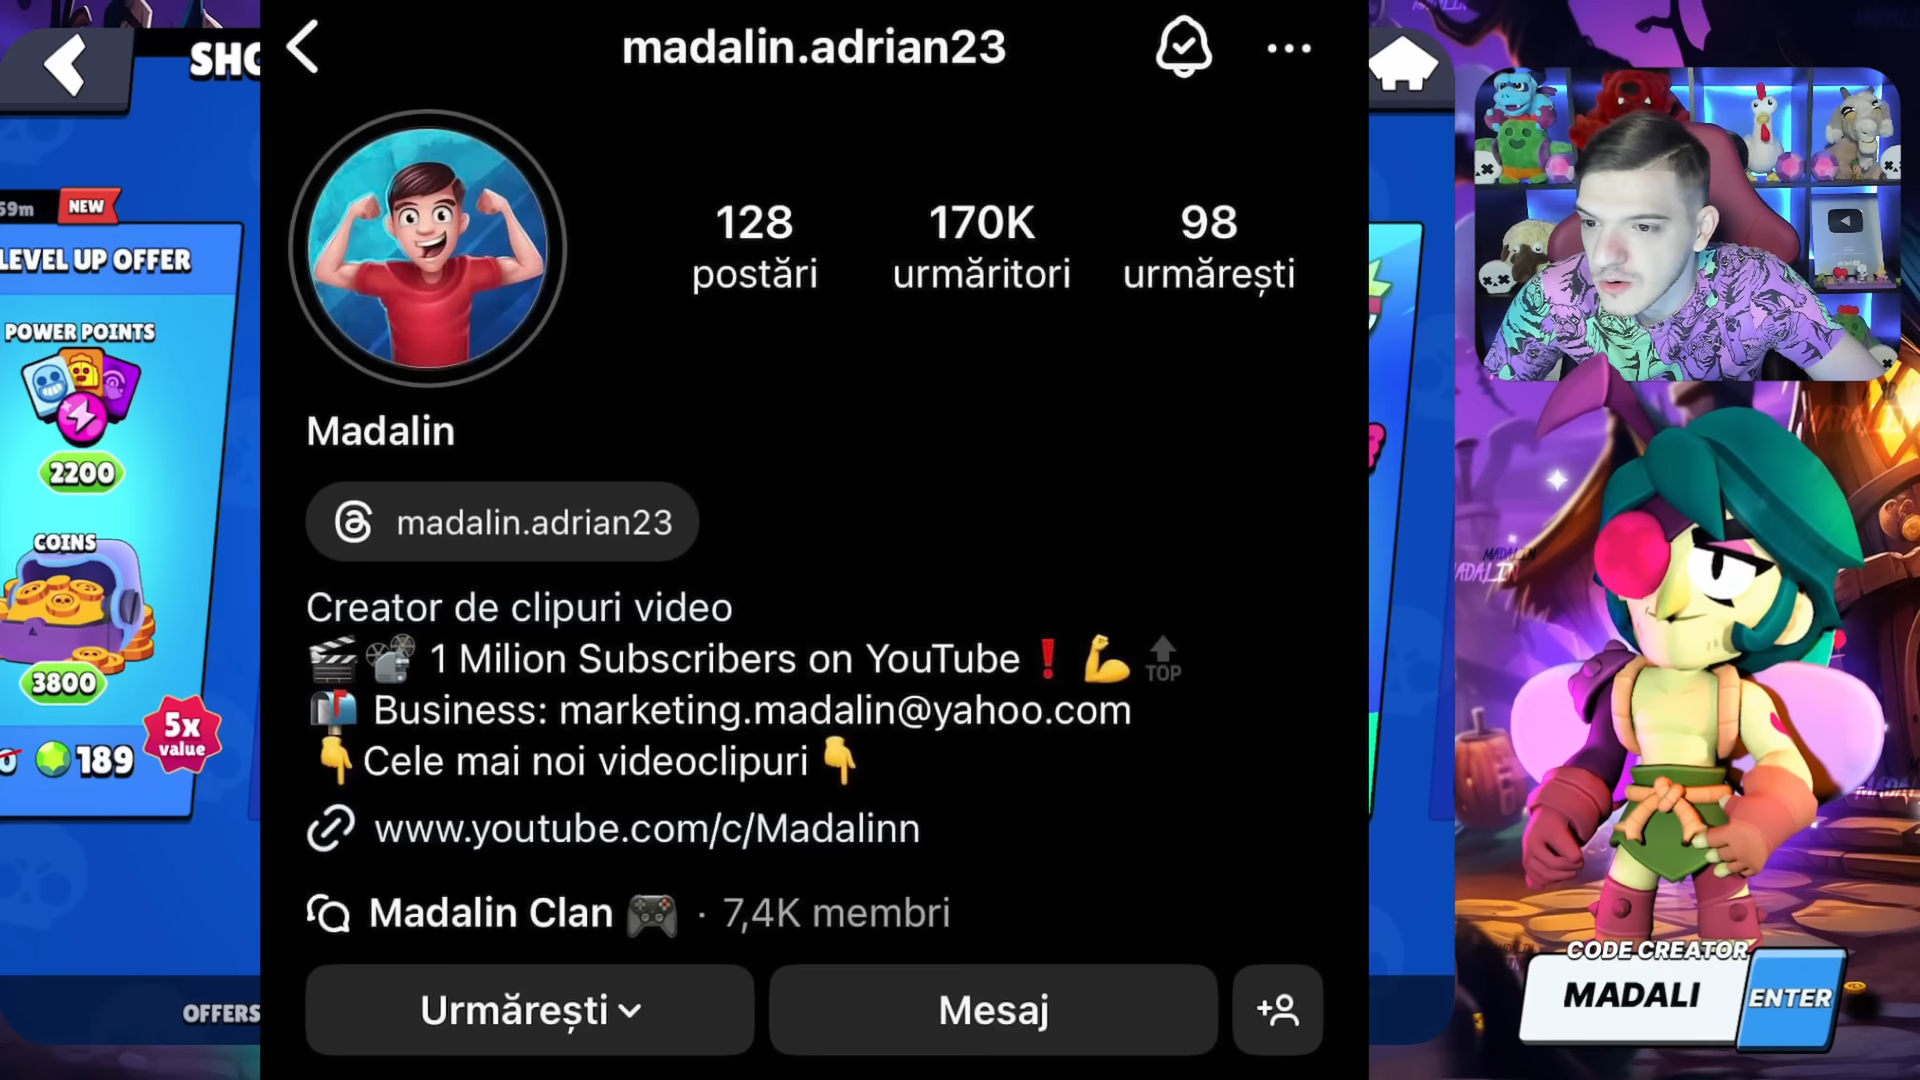 SHO
59m
NEW
LEVEL UP OFFER
POWER POINTS
2200
COINS
3800
5x
value
189
OFFERS
madalin.adrian23
128
postări
170K
urmăritori
98
urmărești
Madalin
madalin.adrian23
Creator de clipuri video
🎬📽️ 1 Milion Subscribers on YouTube❗💪🔝
📬 Business: marketing.madalin@yahoo.com
👇Cele mai noi videoclipuri👇
www.youtube.com/c/Madalinn
Madalin Clan 🎮 · 7,4K membri
Urmărești
Mesaj
MADALIN
CODE CREATOR
MADALI
ENTER